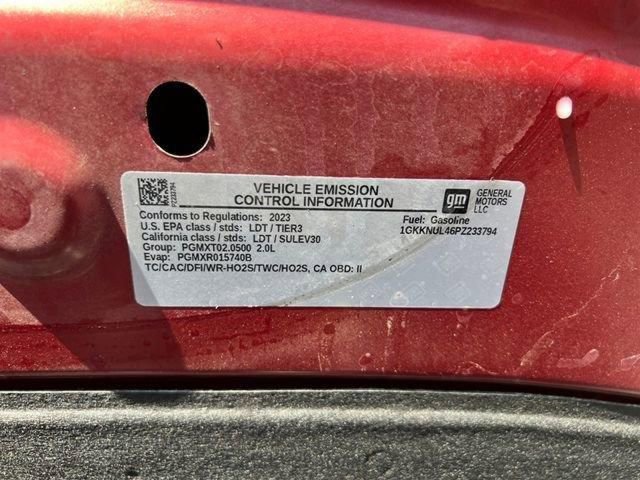 VEHICLE EMISSION
CONTROL INFORMATION
gm
GENERAL
MOTORS
LLC
PZ233794
Conforms to Regulations: 2023
Fuel: Gasoline
U.S. EPA class / stds: LDT / TIER3
1GKKNUL46PZ233794
California class / stds: LDT / SULEV30
Group: PGMXT02.0500 2.0L
Evap: PGMXR015740B
TC/CAC/DFI/WR-HO2S/TWC/HO2S, CA OBD: II